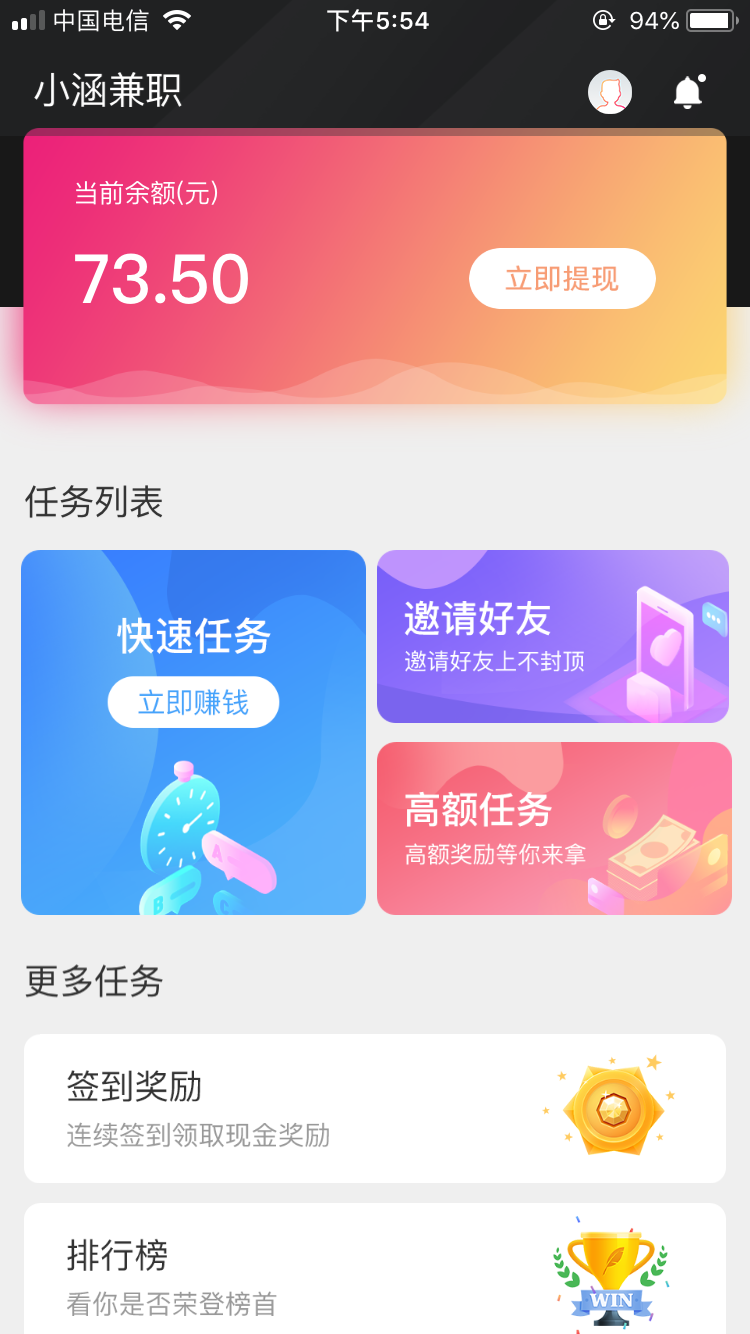 中国电信 下午5:54 94%
小涵兼职
当前余额(元)
73.50
立即提现
任务列表
快速任务
立即赚钱
A
B
C
邀请好友
邀请好友上不封顶
高额任务
高额奖励等你来拿
更多任务
签到奖励
连续签到领取现金奖励
排行榜
看你是否荣登榜首
WIN